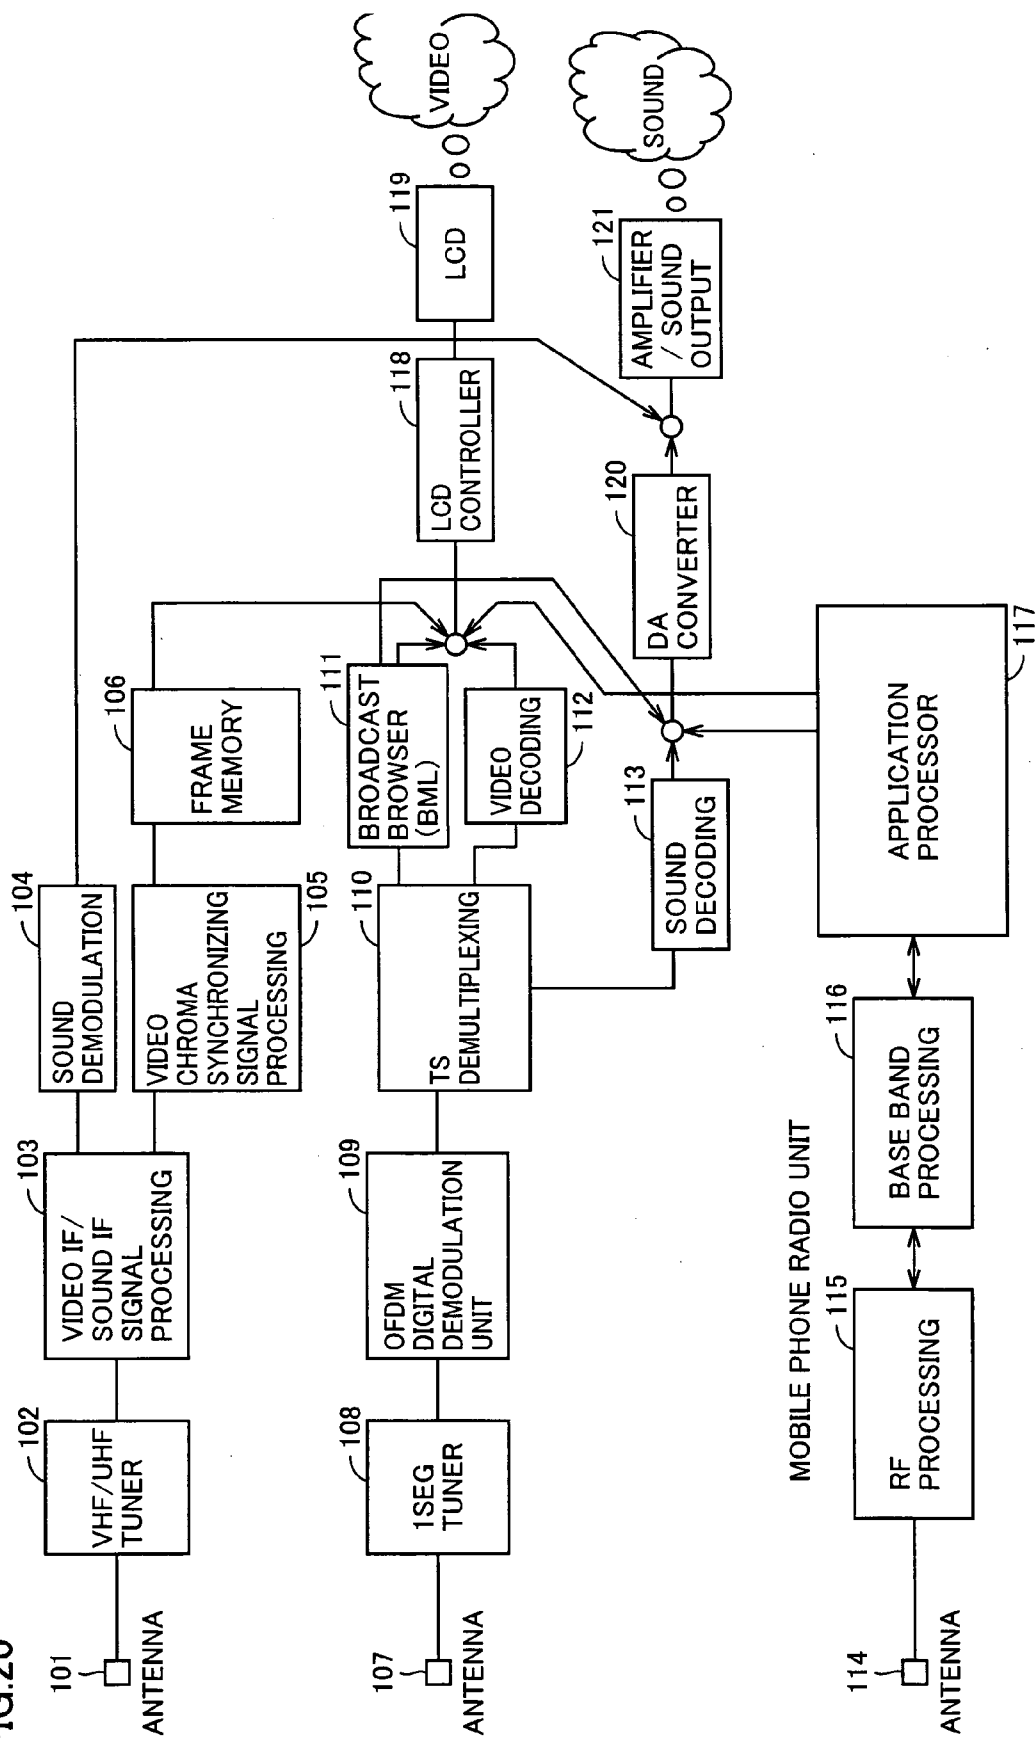 FIG.20
101
ANTENNA
102
VHF/UHF
TUNER
103
VIDEO IF/
SOUND IF
SIGNAL
PROCESSING
104
SOUND
DEMODULATION
VIDEO
CHROMA
SYNCHRONIZING
SIGNAL
PROCESSING
105
106
FRAME
MEMORY
107
ANTENNA
108
1SEG
TUNER
109
OFDM
DIGITAL
DEMODULATION
UNIT
110
TS
DEMULTIPLEXING
111
BROADCAST
BROWSER
(BML)
VIDEO
DECODING
112
113
SOUND
DECODING
118
LCD
CONTROLLER
119
LCD
VIDEO
120
DA
CONVERTER
121
AMPLIFIER
/ SOUND
OUTPUT
SOUND
MOBILE PHONE RADIO UNIT
114
ANTENNA
115
RF
PROCESSING
116
BASE BAND
PROCESSING
APPLICATION
PROCESSOR
117